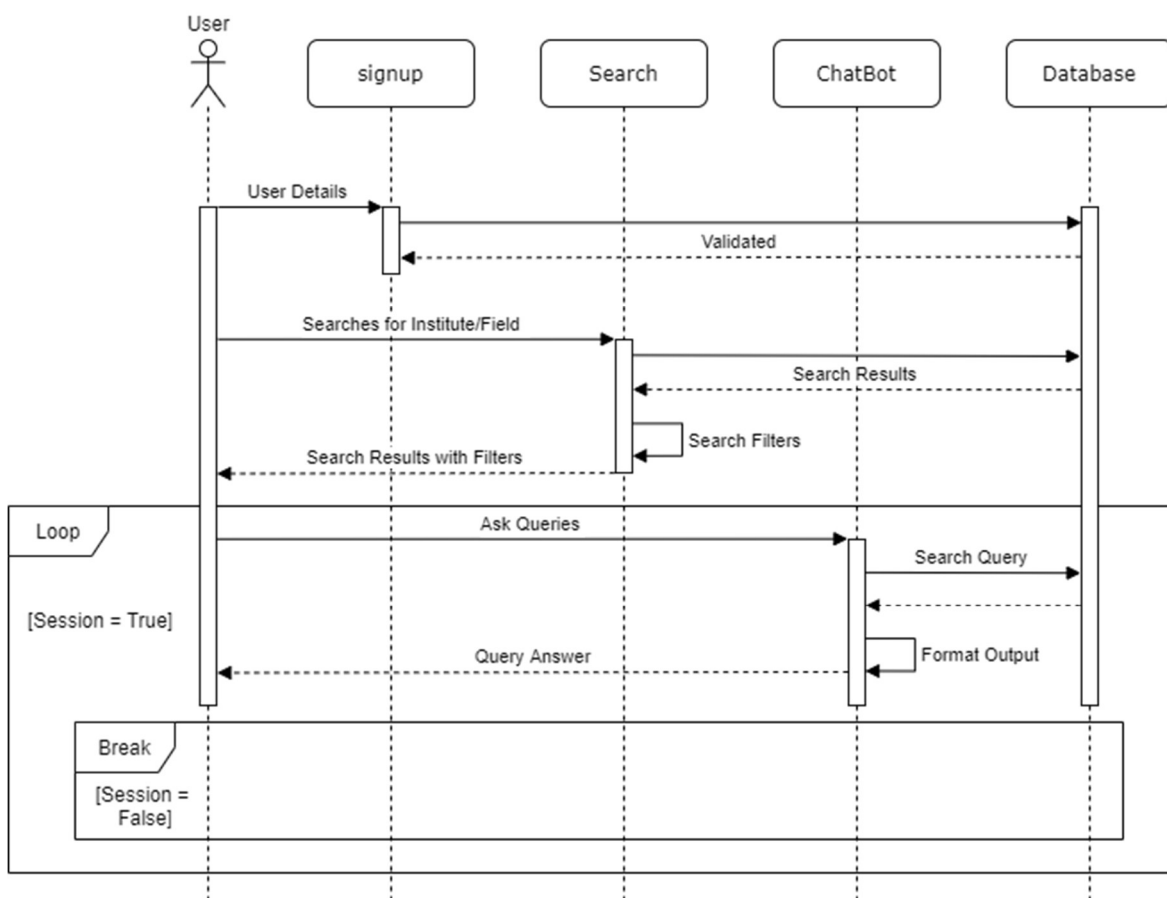 User
signup
Search
ChatBot
Database
User Details
Validated
Searches for Institute/Field
Search Results
Search Filters
Search Results with Filters
Loop
Ask Queries
Search Query
[Session = True]
Format Output
Query Answer
Break
[Session =
False]